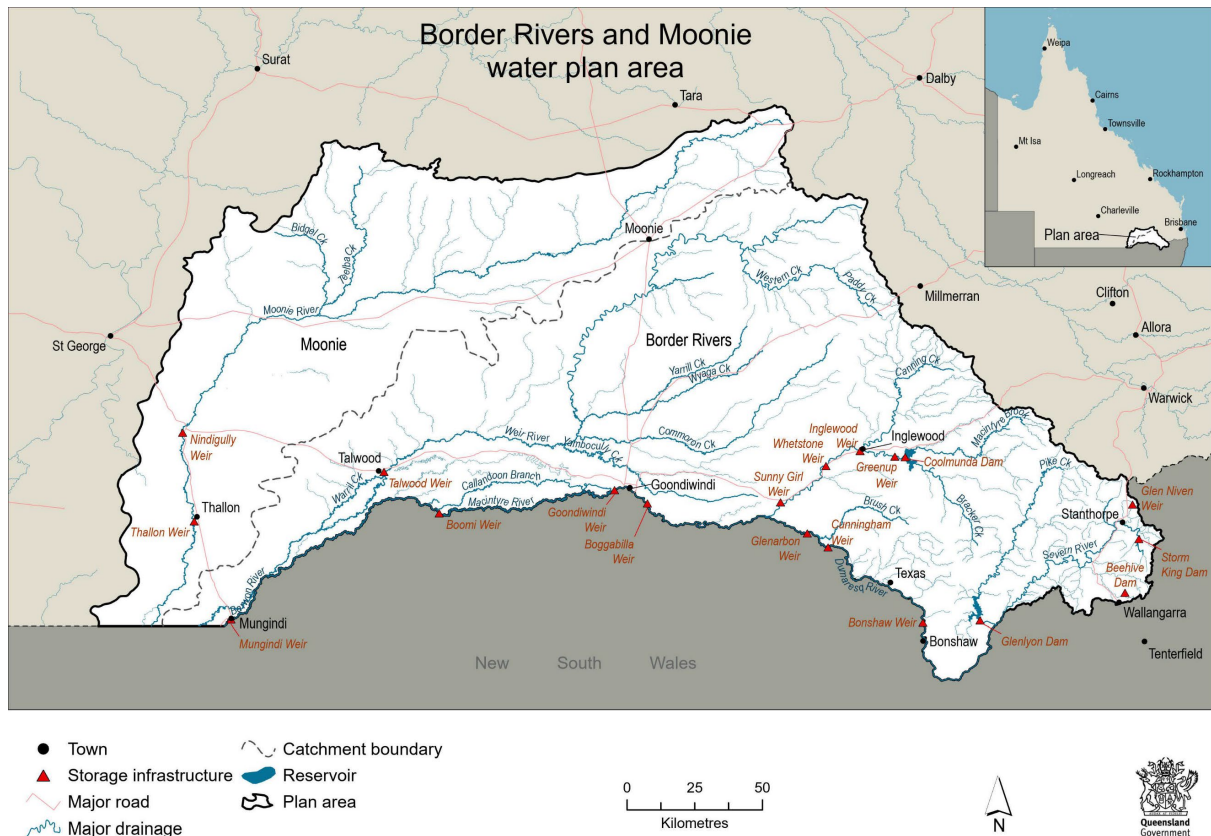 Border Rivers and Moonie
water plan area
Surat
Tara
Dalby
Weipa
Cairns
Townsville
Mt Isa
Longreach
Rockhampton
Charleville
Brisbane
Plan area
Bidgel Ck
Teelba Ck
Moonie
Western Ck
Paddy Ck
Millmerran
Clifton
Allora
Moonie River
St George
Moonie
Border Rivers
Yarrill Ck
Wyaga Ck
Canning Ck
Warwick
Nindigully
Weir
Weir River
Yambocully Ck
Commoron Ck
Inglewood
Weir
Whetstone
Weir
Inglewood
Macintyre Brook
Talwood
Talwood Weir
Warril Ck
Callandoon Branch
Macintyre River
Goondiwindi
Sunny Girl
Weir
Greenup
Weir
Coolmunda Dam
Pike Ck
Thallon
Thallon Weir
Boomi Weir
Goondiwindi
Weir
Boggabilla
Weir
Brush Ck
Canningham
Weir
Glenarbon
Weir
Bracker Ck
Glen Niven
Weir
Stanthorpe
Severn River
Storm
King Dam
Beehive
Dam
Barwon River
Dumaresq River
Texas
Wallangarra
Mungindi
Mungindi Weir
Bonshaw Weir
Bonshaw
Glenlyon Dam
Tenterfield
New South Wales
Town
Storage infrastructure
Major road
Major drainage
Catchment boundary
Reservoir
Plan area
0 25 50
Kilometres
N
Queensland
Government